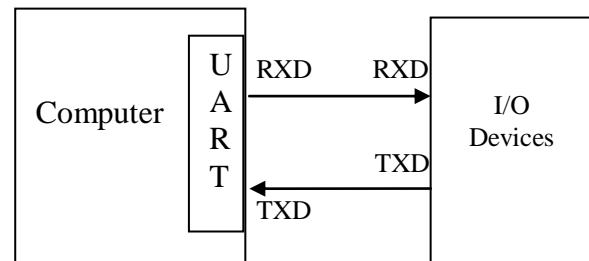 Computer
U
A
R
T
RXD
RXD
TXD
TXD
I/O
Devices